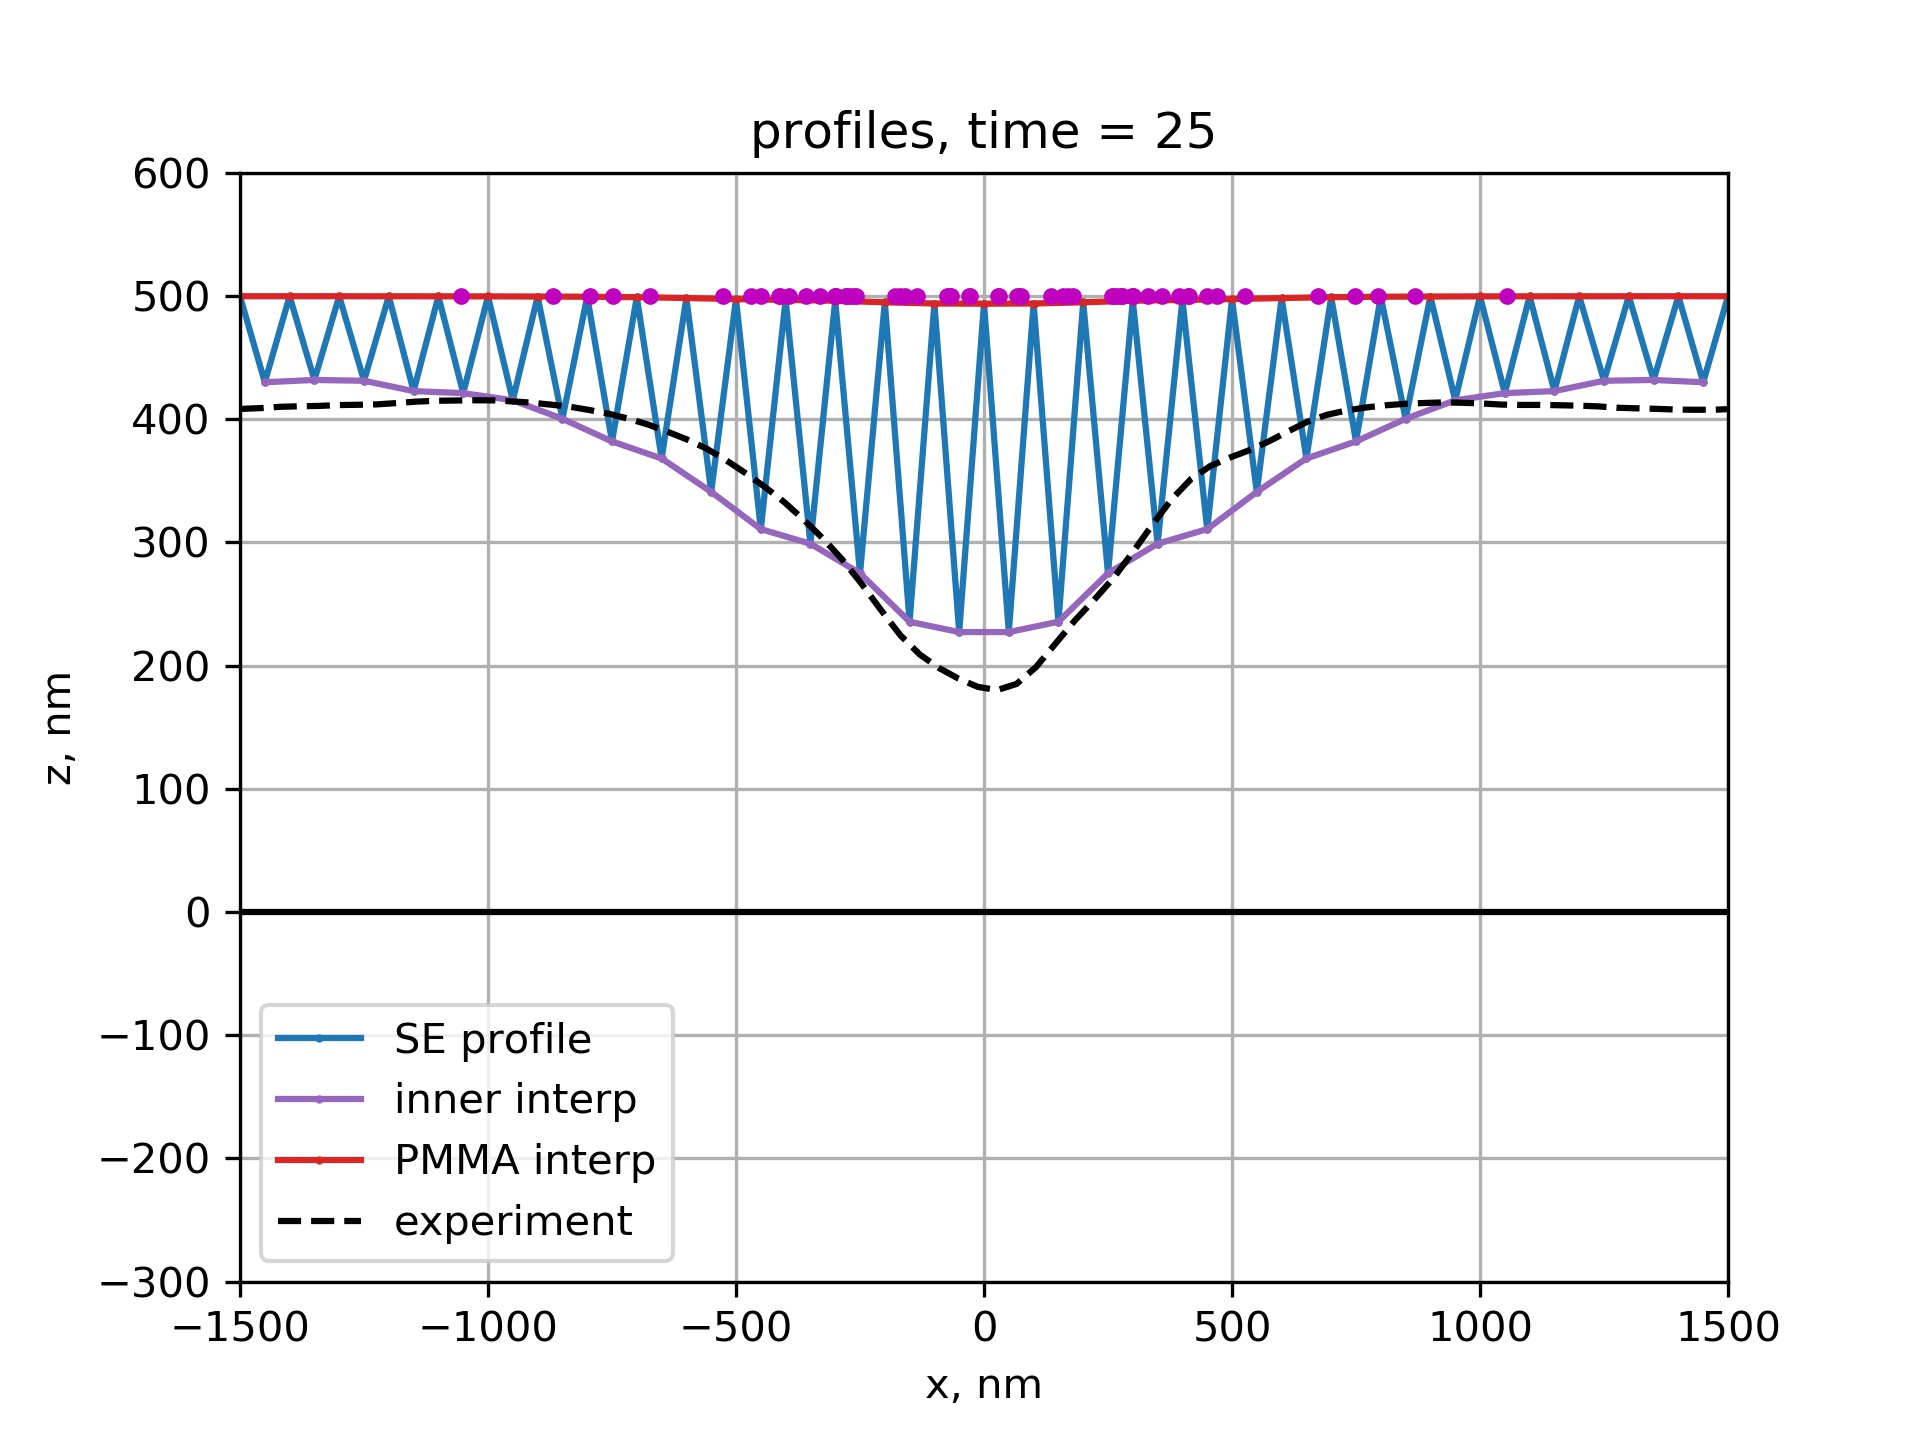 profiles, time = 25
600
500
400
300
200
100
0
−100
−200
−300
z, nm
SE profile
inner interp
PMMA interp
experiment
−1500 −1000 −500 0 500 1000 1500
x, nm